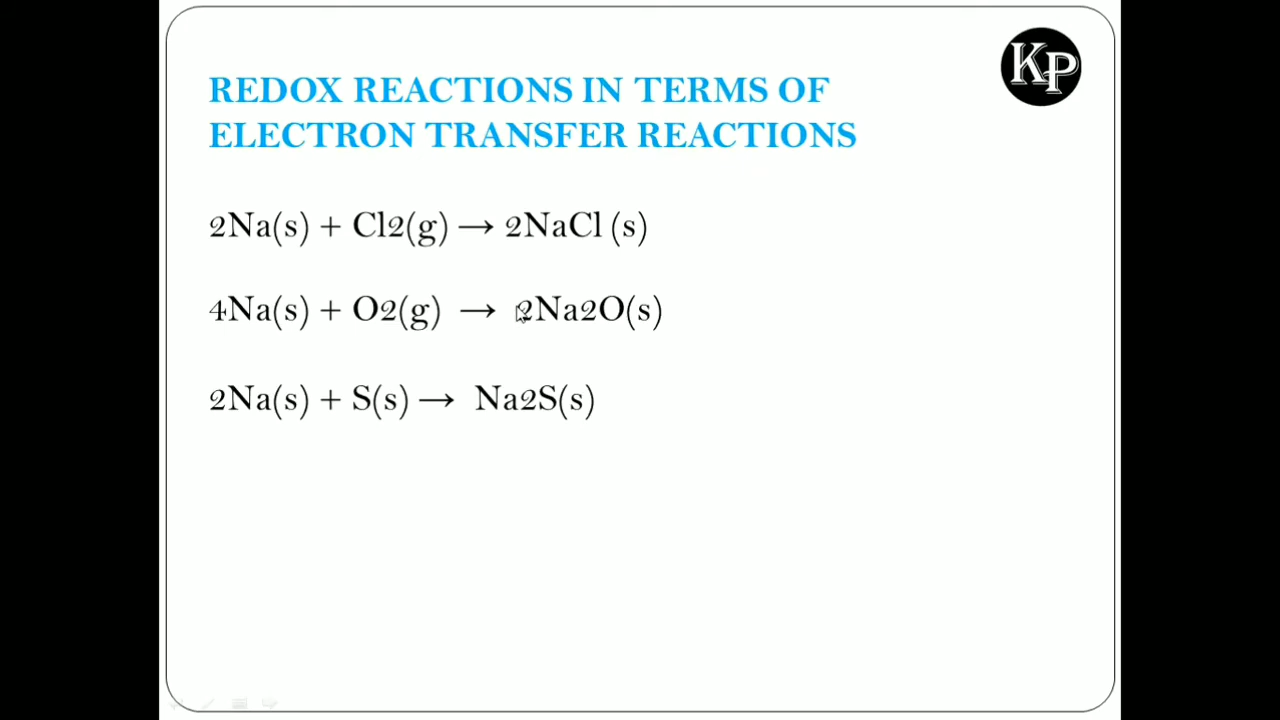 KP
REDOX REACTIONS IN TERMS OF
ELECTRON TRANSFER REACTIONS
2Na(s) + Cl2(g) → 2NaCl (s)
4Na(s) + O2(g) → 2Na2O(s)
2Na(s) + S(s) → Na2S(s)